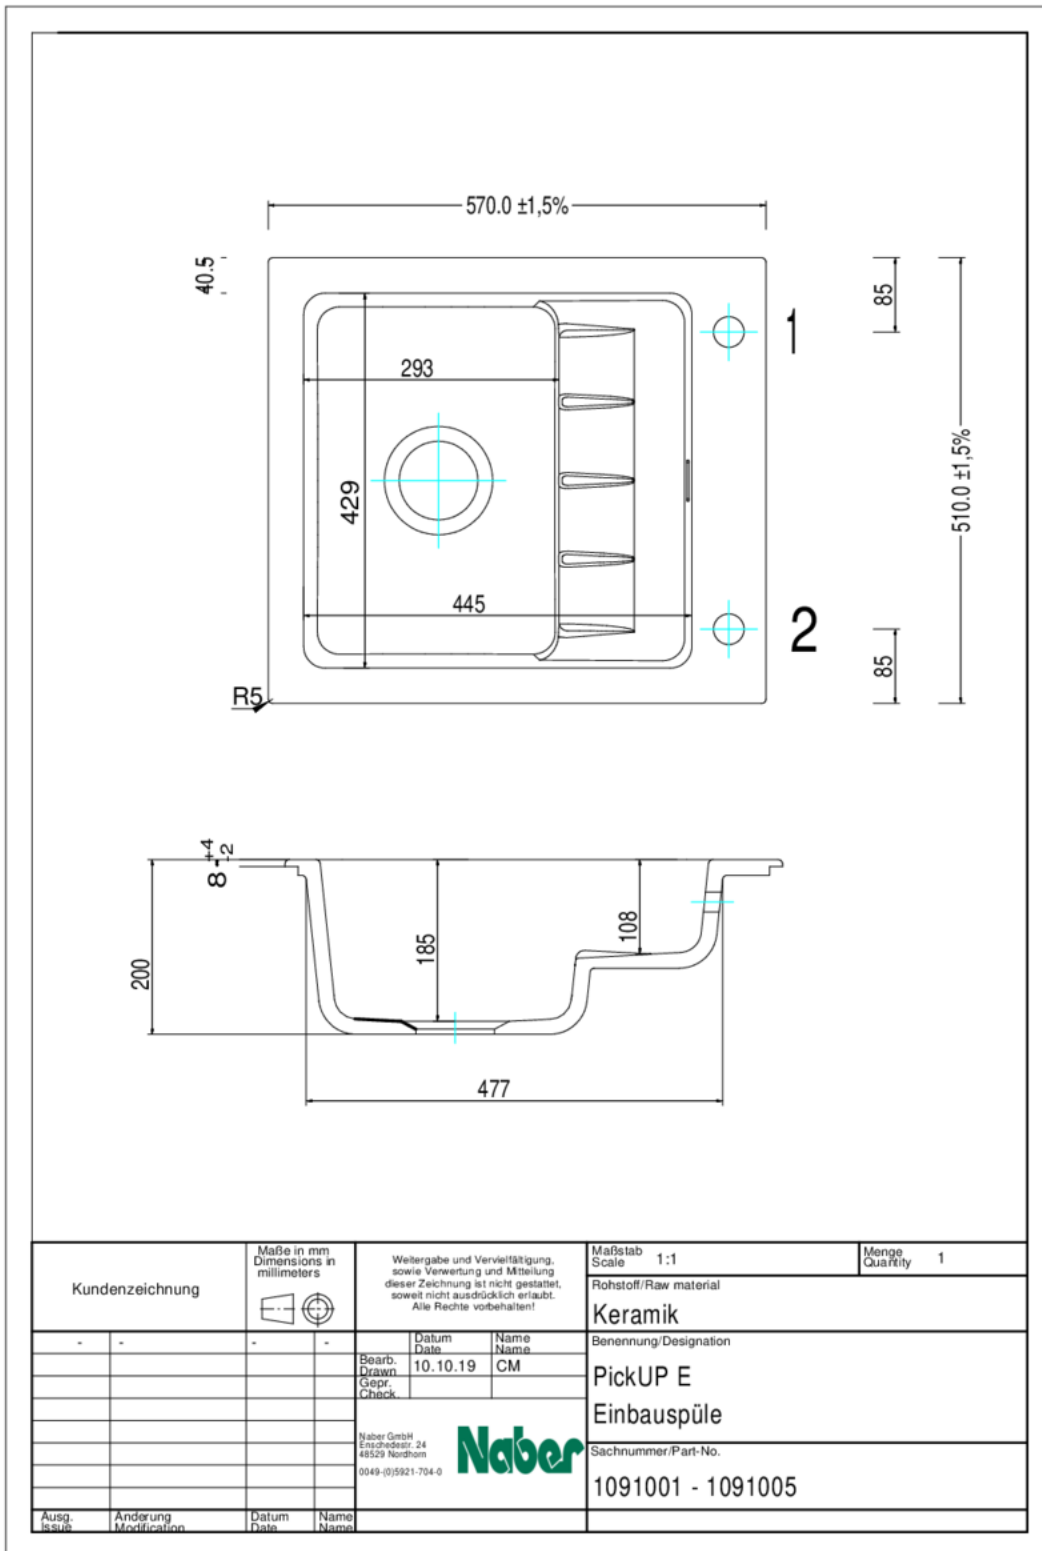 570.0 ±1,5%
40.5
85
1
293
429
510.0 ±1,5%
445
2
85
R5
+4
-2
8
200
185
108
477
Kundenzeichnung
Maße in mm
Dimensions in
millimeters
Weitergabe und Vervielfältigung,
sowie Verwertung und Mitteilung
dieser Zeichnung ist nicht gestattet,
soweit nicht ausdrücklich erlaubt.
Alle Rechte vorbehalten!
Maßstab
Scale 1:1
Menge
Quantity 1
Rohstoff/Raw material
Keramik
- - - -
Datum Name
Date Name
Bearb.
Drawn 10.10.19 CM
Gepr.
Check.
Benennung/Designation
PickUP E
Einbauspüle
Naber GmbH
Enschedestr. 24
48529 Nordhorn
0049-(0)5921-704-0
Naber
Sachnummer/Part-No.
1091001 - 1091005
Ausg. Änderung Datum Name
Issue Modification Date Name